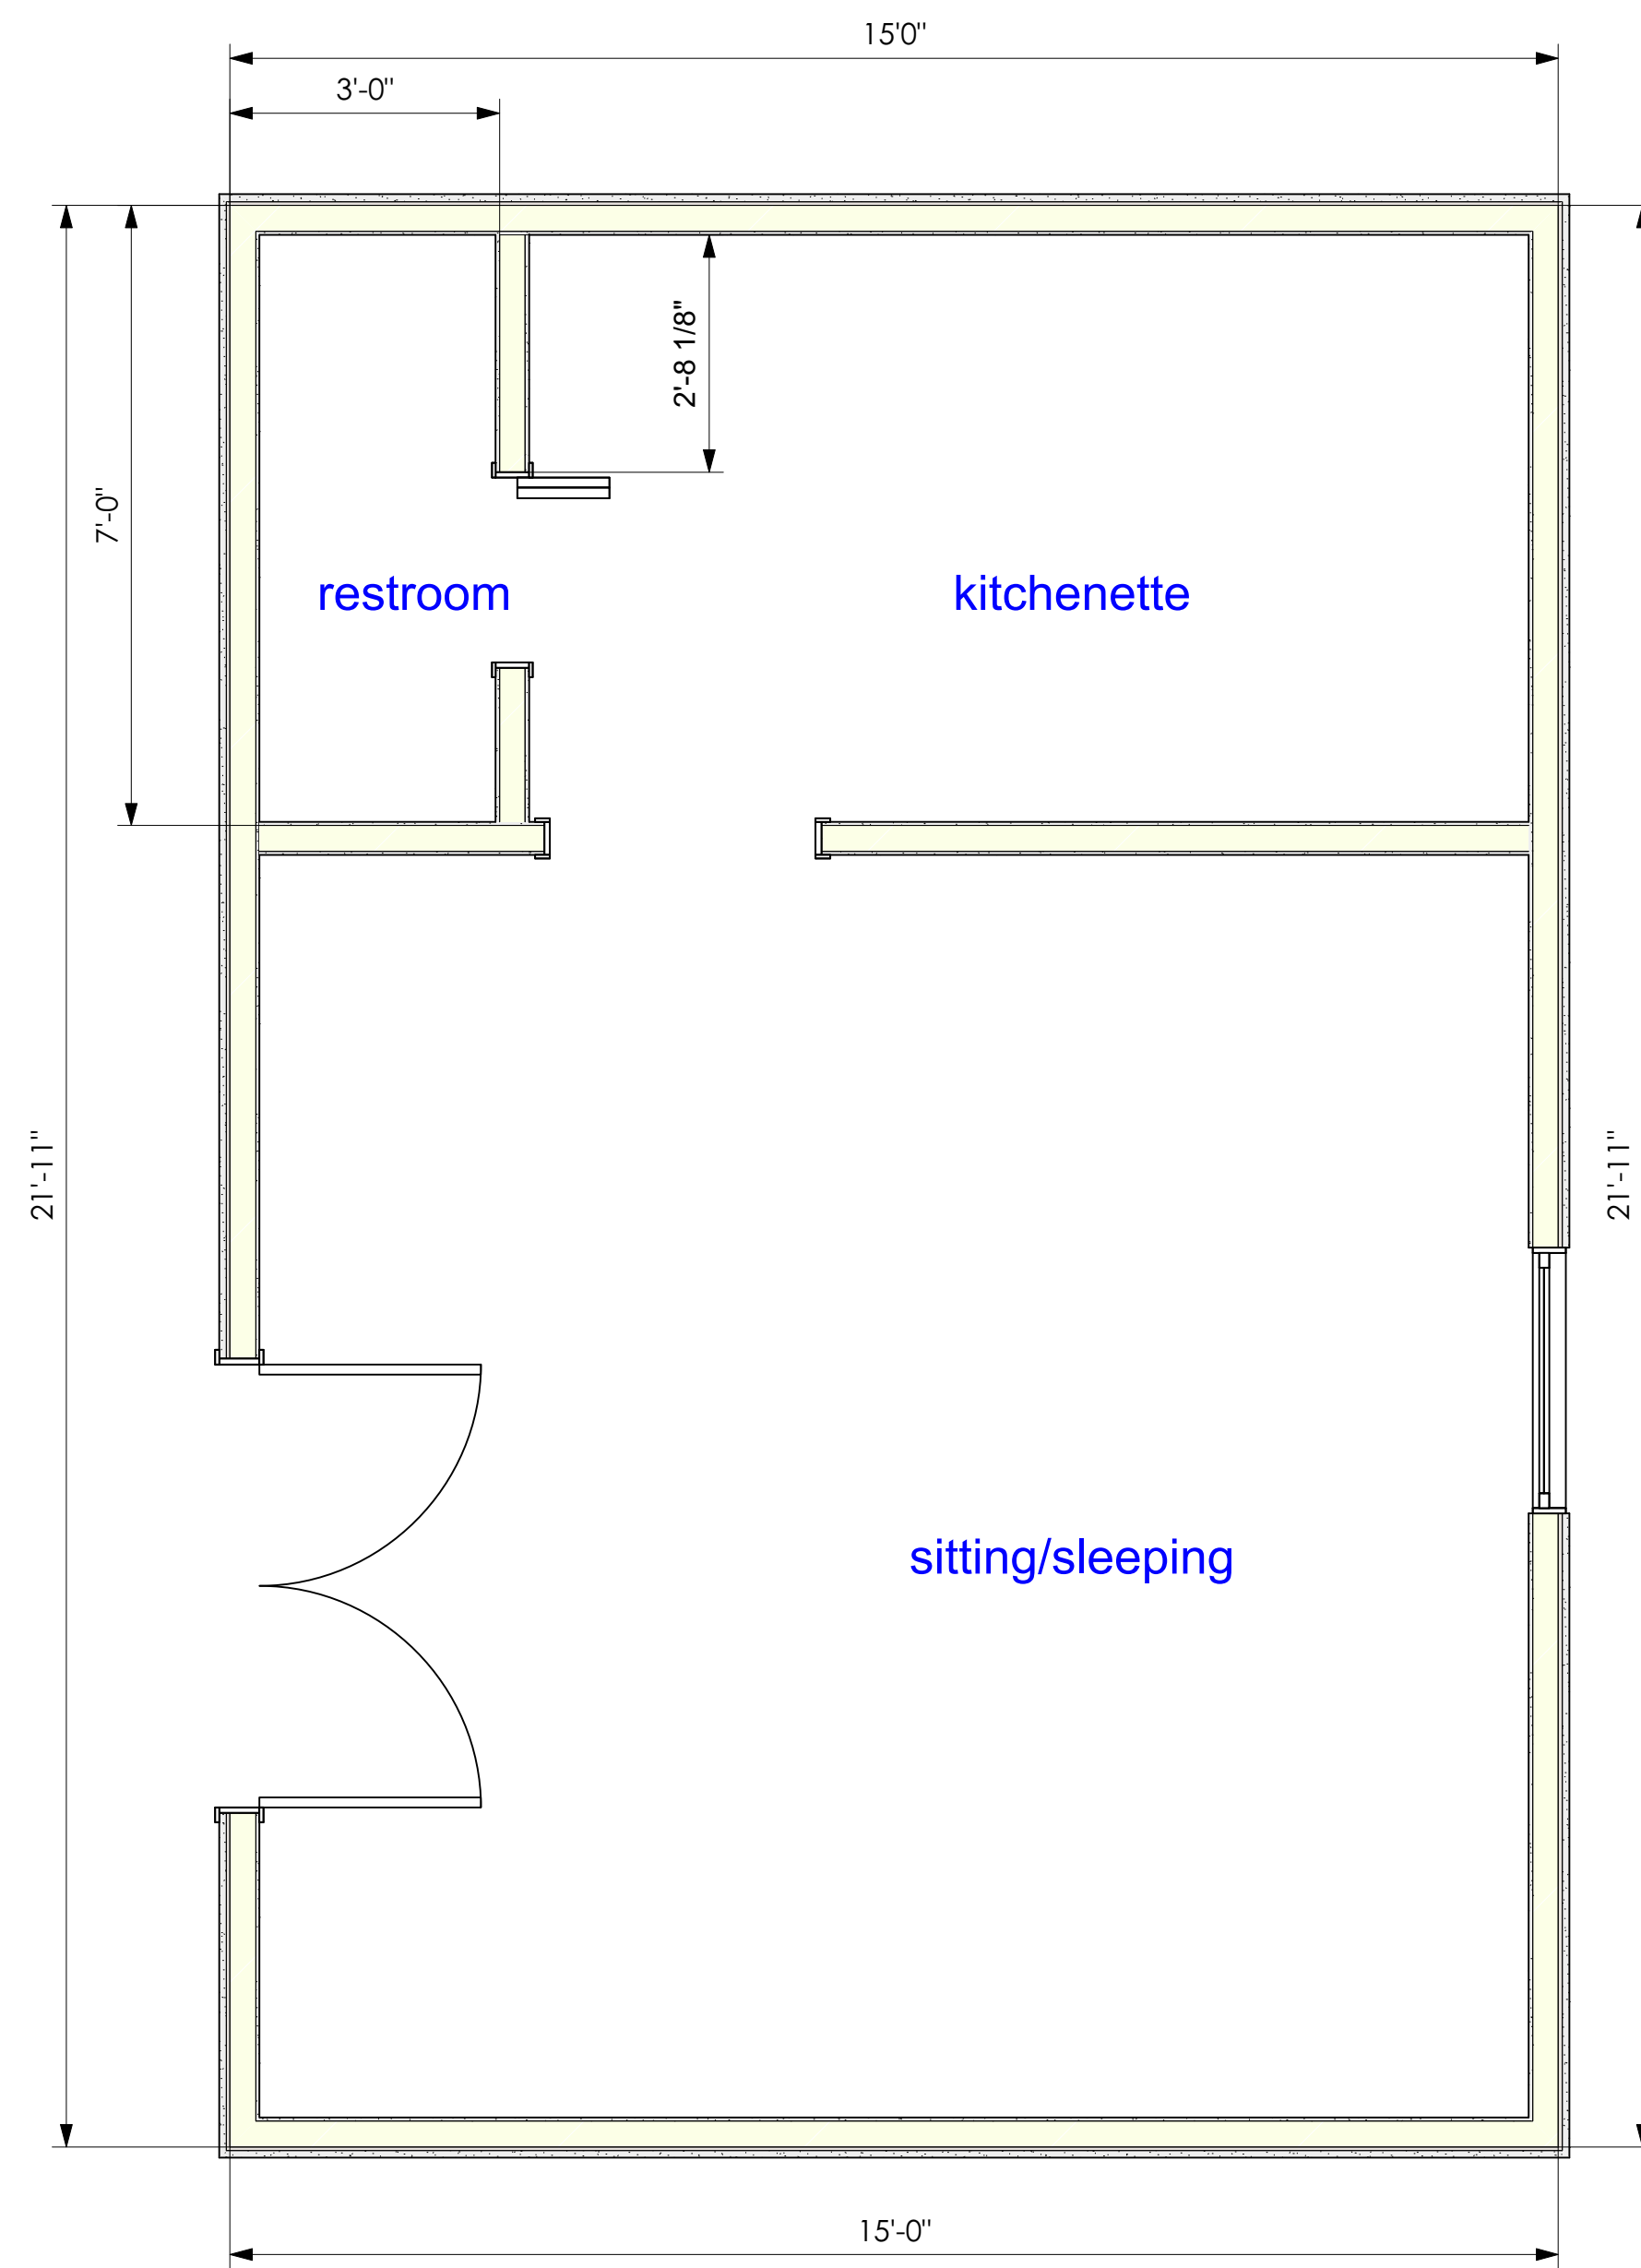 15'0"
3'-0"
2'-8 1/8"
7'-0"
restroom
kitchenette
21'-11"
21'-11"
sitting/sleeping
15'-0"